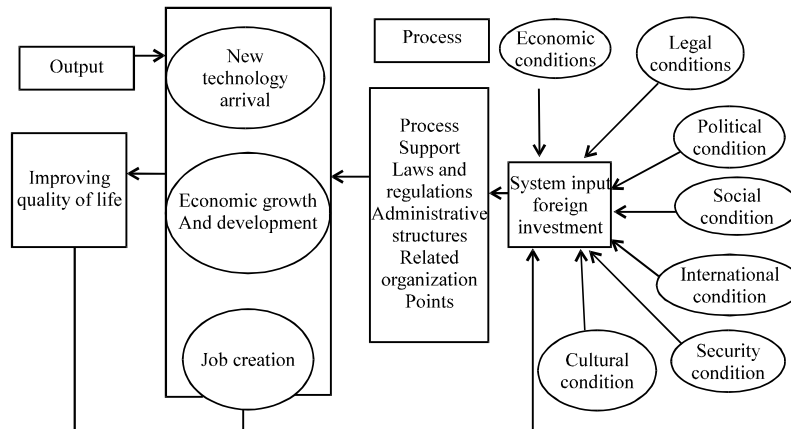 Output
New
technology
arrival
Process
Economic
conditions
Legal
conditions
Improving
quality of life
Economic growth
And development
Job creation
Process
Support
Laws and
regulations
Administrative
structures
Related
organization
Points
System input
foreign
investment
Political
condition
Social
condition
International
condition
Security
condition
Cultural
condition